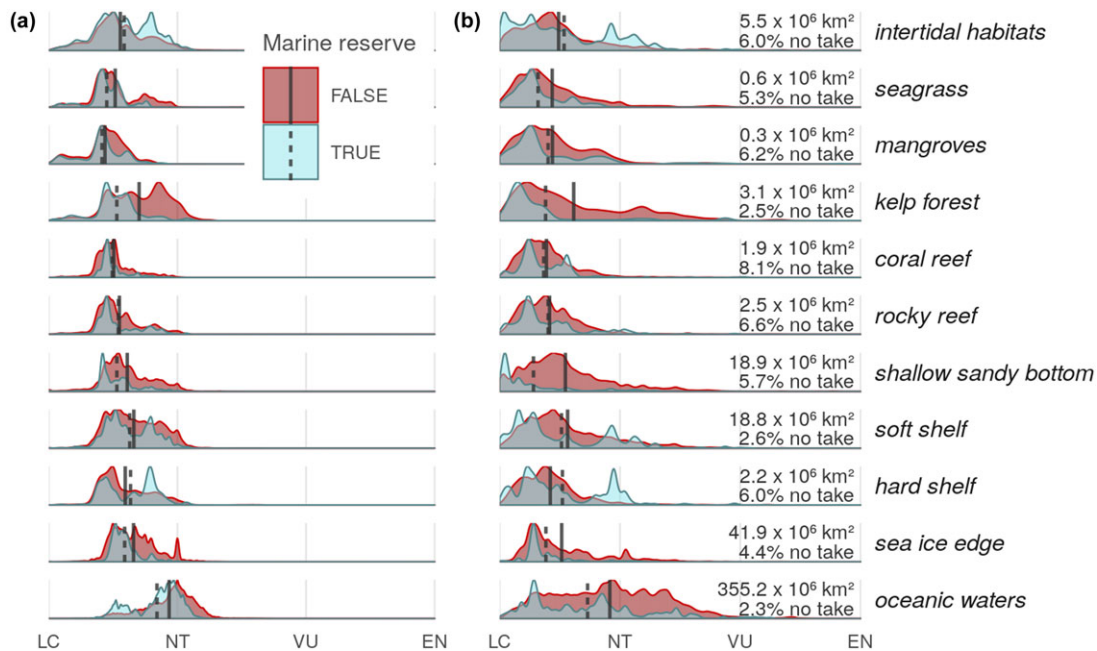 (a)
Marine reserve
FALSE
TRUE
LC NT VU EN
(b)
5.5 x 10⁶ km²
6.0% no take
intertidal habitats
0.6 x 10⁶ km²
5.3% no take
seagrass
0.3 x 10⁶ km²
6.2% no take
mangroves
3.1 x 10⁶ km²
2.5% no take
kelp forest
1.9 x 10⁶ km²
8.1% no take
coral reef
2.5 x 10⁶ km²
6.6% no take
rocky reef
18.9 x 10⁶ km²
5.7% no take
shallow sandy bottom
18.8 x 10⁶ km²
2.6% no take
soft shelf
2.2 x 10⁶ km²
6.0% no take
hard shelf
41.9 x 10⁶ km²
4.4% no take
sea ice edge
355.2 x 10⁶ km²
2.3% no take
oceanic waters
LC NT VU EN